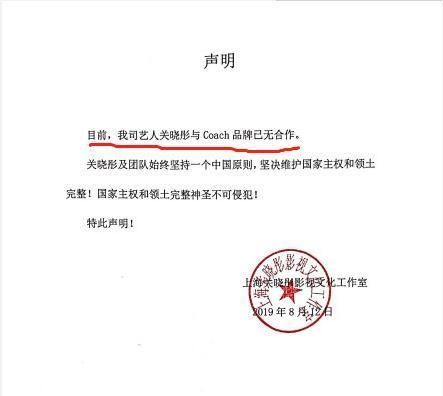 声明
目前，我司艺人关晓彤与 Coach 品牌已无合作。
关晓彤及团队始终坚持一个中国原则，坚决维护国家主权和领土
完整！国家主权和领土完整神圣不可侵犯！
特此声明！
上海关晓彤影视文化工作室
2019 年 8 月 12 日
上海关晓彤影视文化工作室